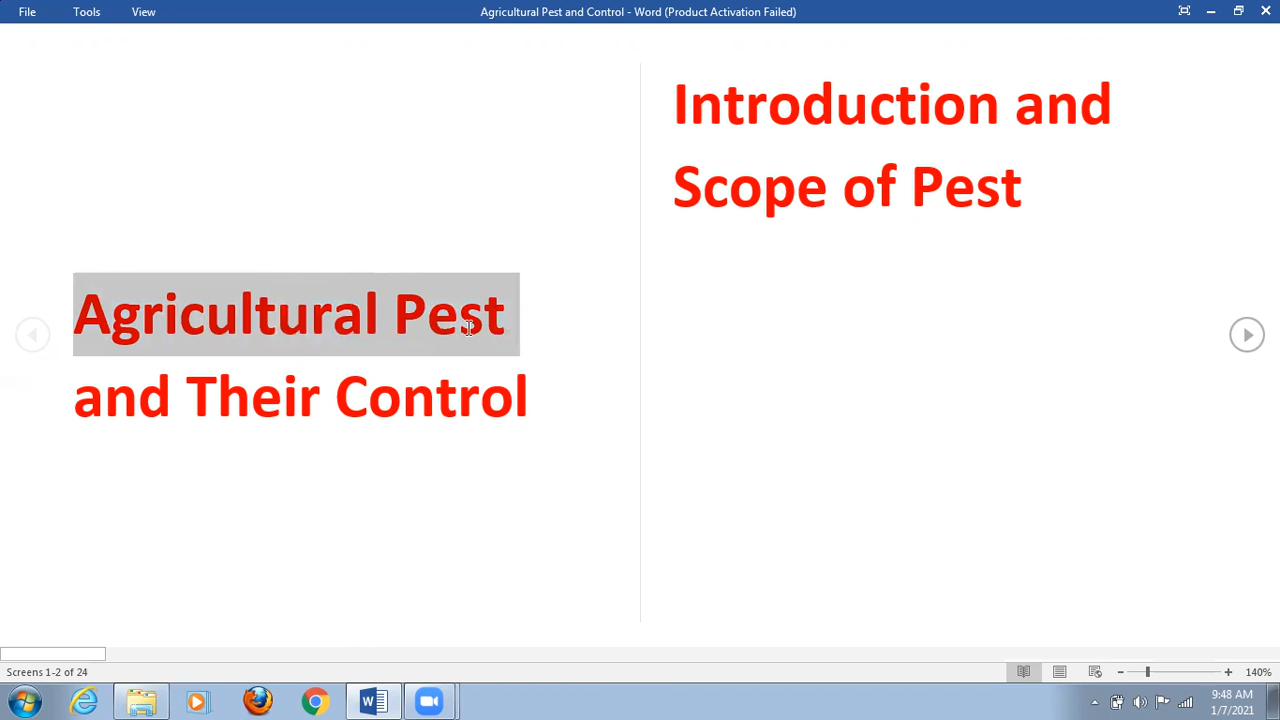 File Tools View
Agricultural Pest and Control - Word (Product Activation Failed)
Agricultural Pest
and Their Control
Introduction and
Scope of Pest
Screens 1-2 of 24
140%
9:48 AM
1/7/2021